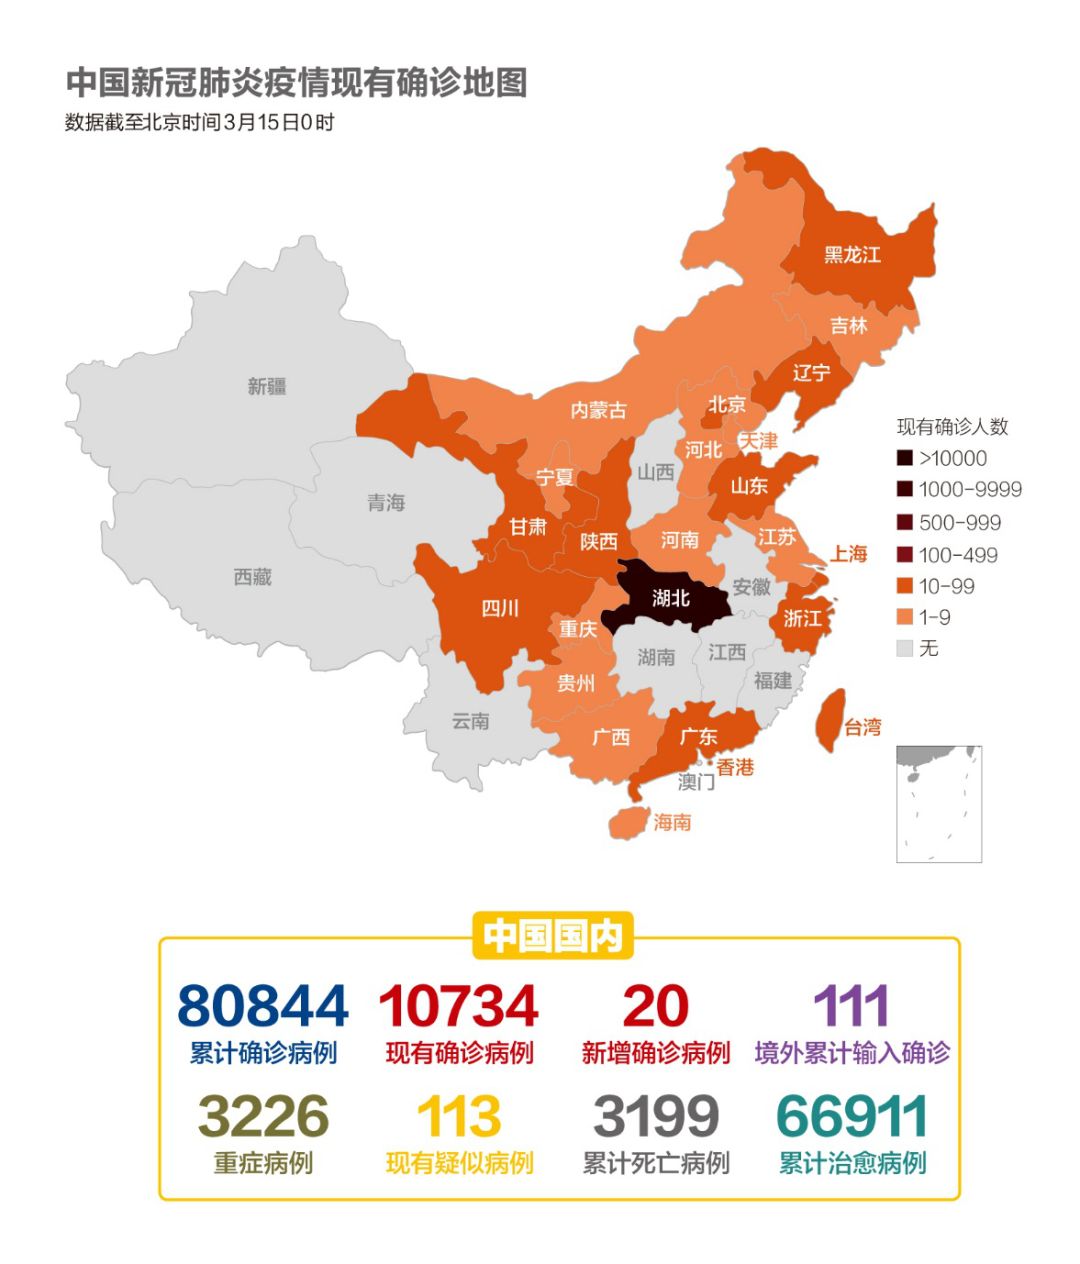 中国新冠肺炎疫情现有确诊地图
数据截至北京时间3月15日0时
黑龙江
吉林
辽宁
新疆
内蒙古
北京
天津
河北
宁夏
山西
山东
青海
甘肃
陕西
河南
江苏
上海
西藏
四川
湖北
安徽
浙江
重庆
湖南
江西
贵州
福建
云南
广西
广东
台湾
香港
澳门
海南
现有确诊人数
>10000
1000-9999
500-999
100-499
10-99
1-9
无
中国国内
80844 10734 20 111
累计确诊病例 现有确诊病例 新增确诊病例 境外累计输入确诊
3226 113 3199 66911
重症病例 现有疑似病例 累计死亡病例 累计治愈病例